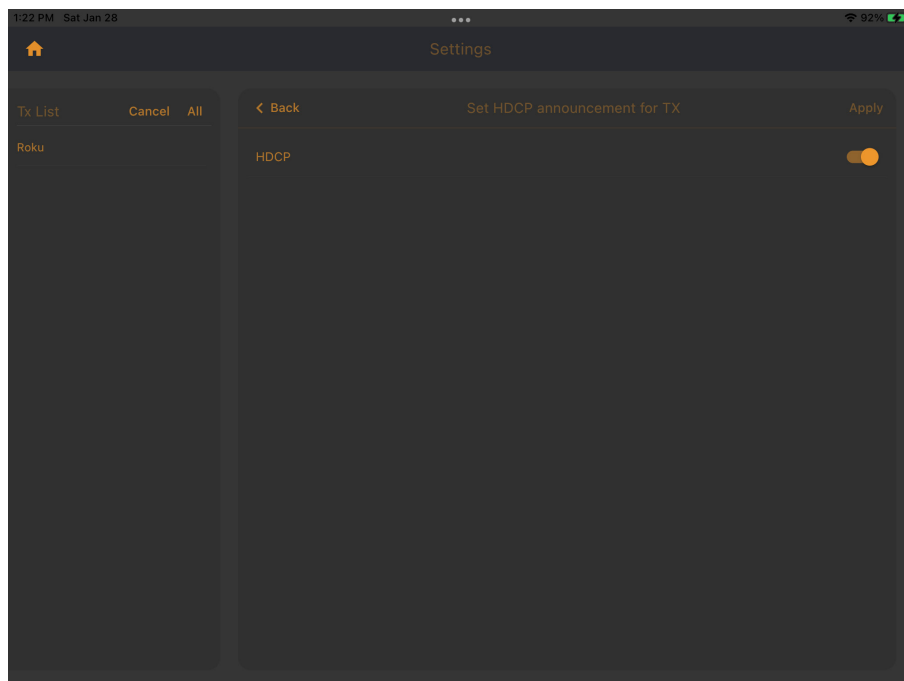 1:22 PM Sat Jan 28
92%
Settings
Tx List Cancel All
Roku
Back Set HDCP announcement for TX Apply
HDCP